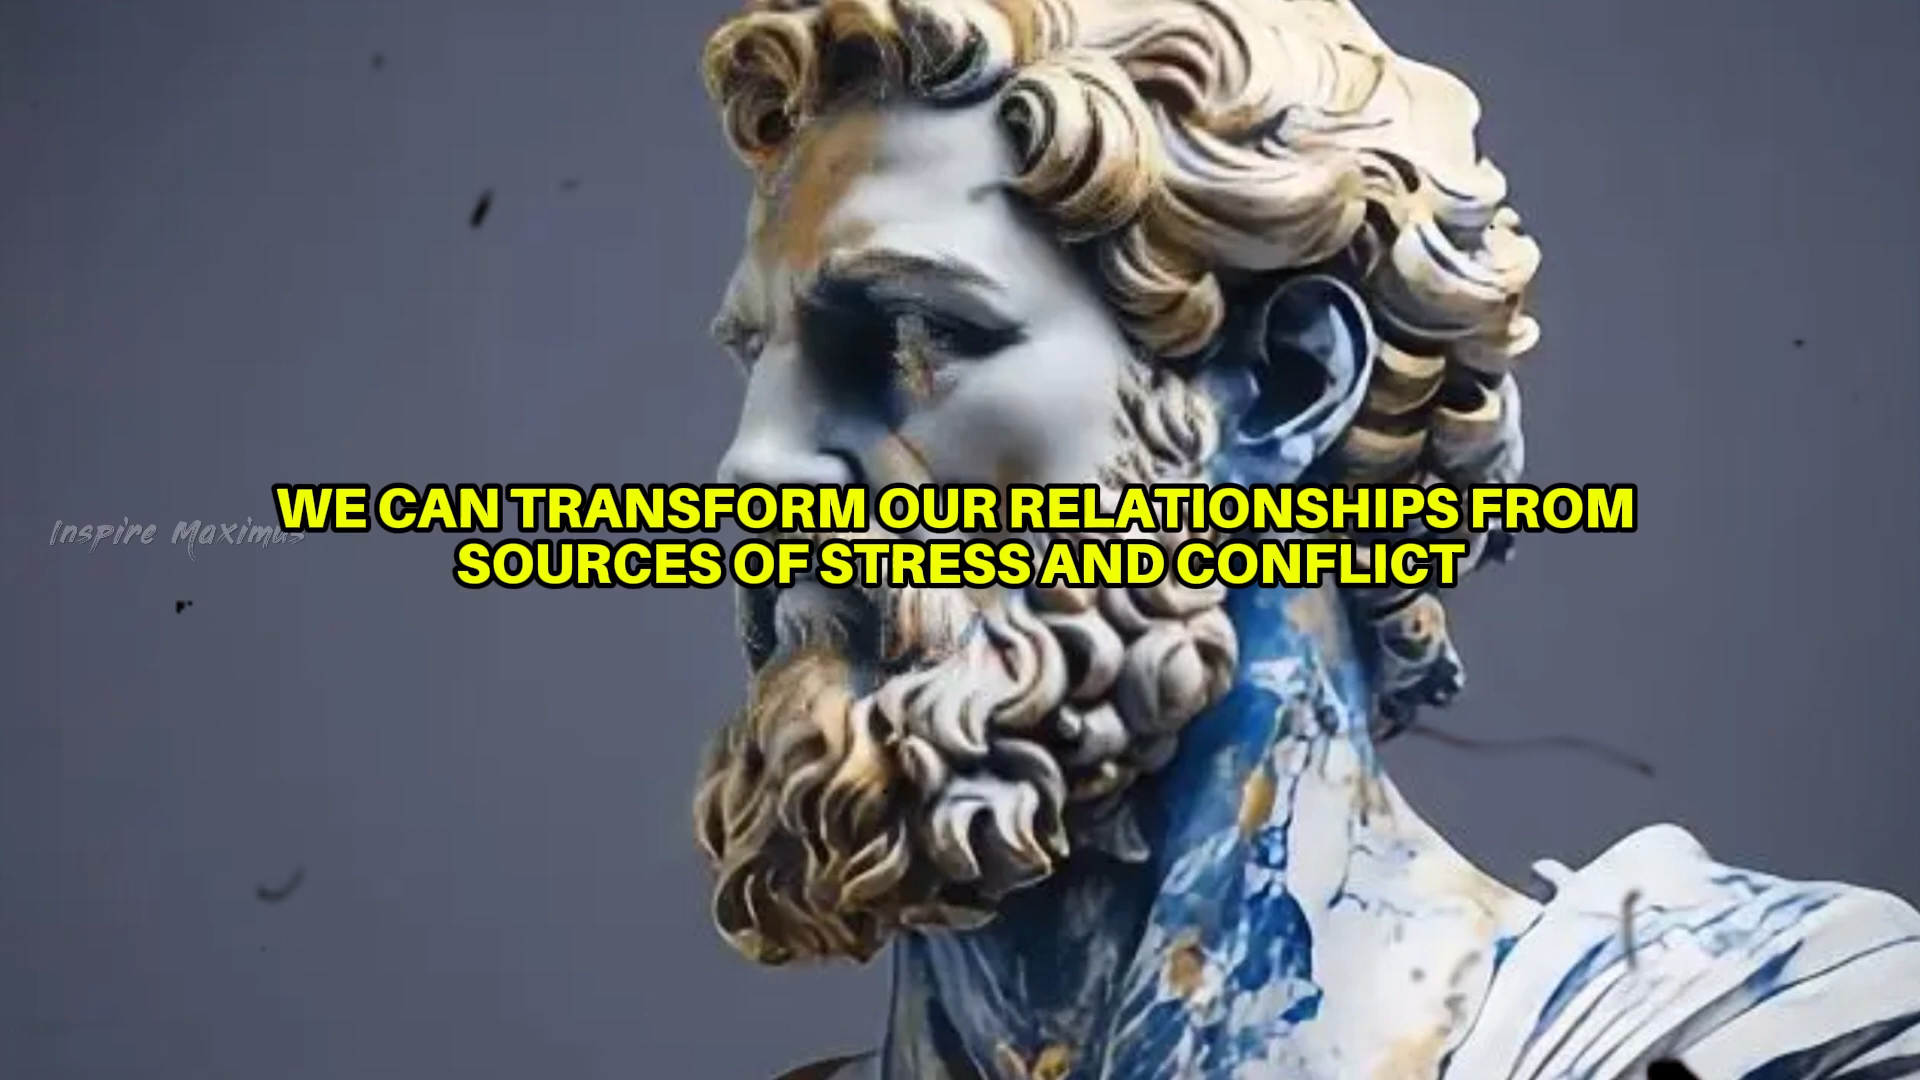 WE CAN TRANSFORM OUR RELATIONSHIPS FROM
SOURCES OF STRESS AND CONFLICT
Inspire Maximus